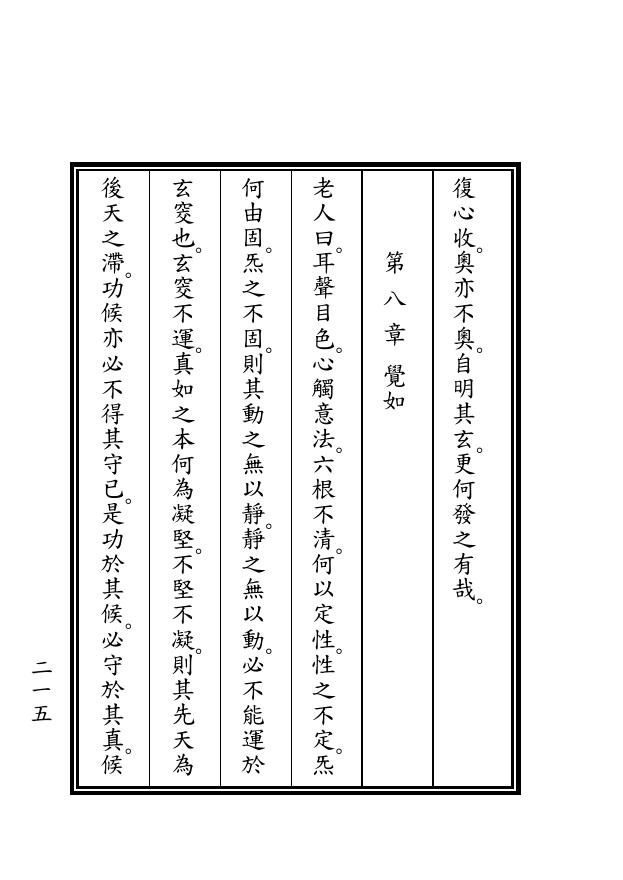 復心收。奧亦不奧。自明其玄。更何發之有哉。
第八章 覺如
老人曰。耳聲目色。心觸意法。六根不清。何以定性。性之不定。炁
何由固。炁之不固。則其動之無以靜。靜之無以動。必不能運於
玄窔也。玄窔不運。真如之本何為凝堅。不堅不凝。則其先天為
後天之滯。功候亦必不得其守已。是功於其候。必守於其真。候
二一五